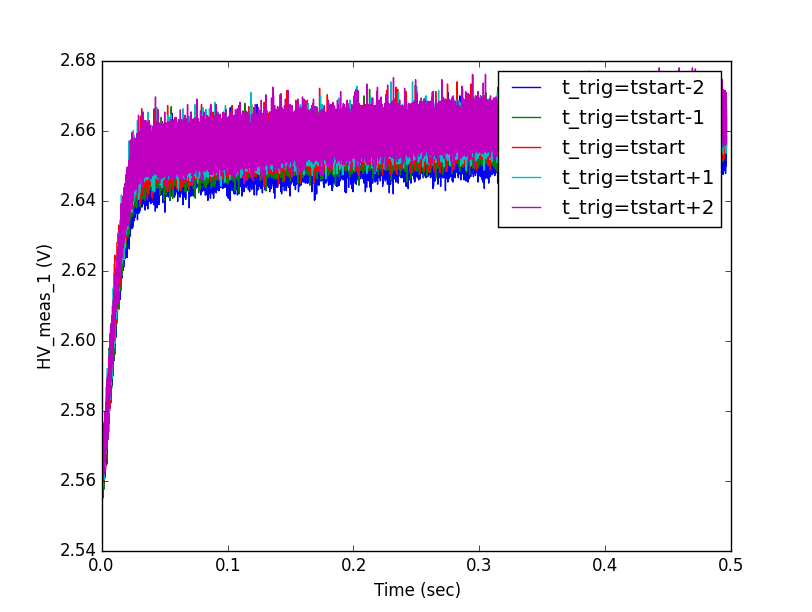 2.68
2.66
2.64
2.62
2.60
2.58
2.56
2.54
HV_meas_1 (V)
0.0 0.1 0.2 0.3 0.4 0.5
Time (sec)
t_trig=tstart-2
t_trig=tstart-1
t_trig=tstart
t_trig=tstart+1
t_trig=tstart+2